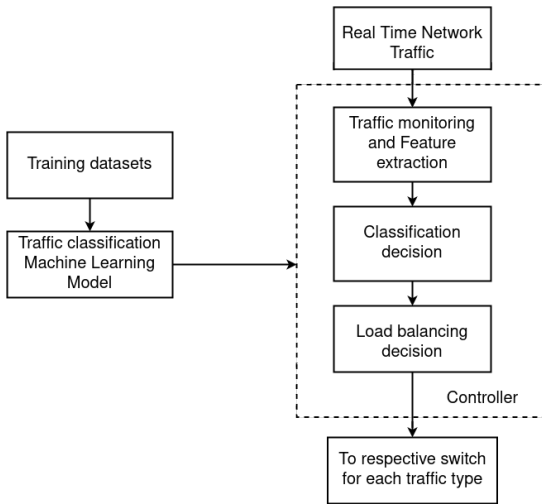 Real Time Network
Traffic
Traffic monitoring
and Feature
extraction
Training datasets
Classification
decision
Traffic classification
Machine Learning
Model
Load balancing
decision
Controller
To respective switch
for each traffic type